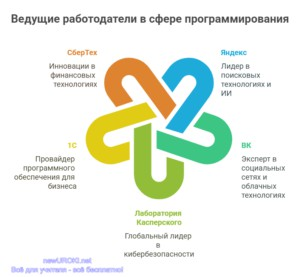 Ведущие работодатели в сфере программирования
СберТех
Инновации в
финансовых
технологиях
Яндекс
Лидер в
поисковых
технологиях и
ИИ
1С
Провайдер
программного
обеспечения для
бизнеса
ВК
Эксперт в
социальных
сетях и
облачных
технологиях
Лаборатория
Касперского
Глобальный лидер
в
кибербезопасности
newUROKI.net
Всё для учителя - всё бесплатно!